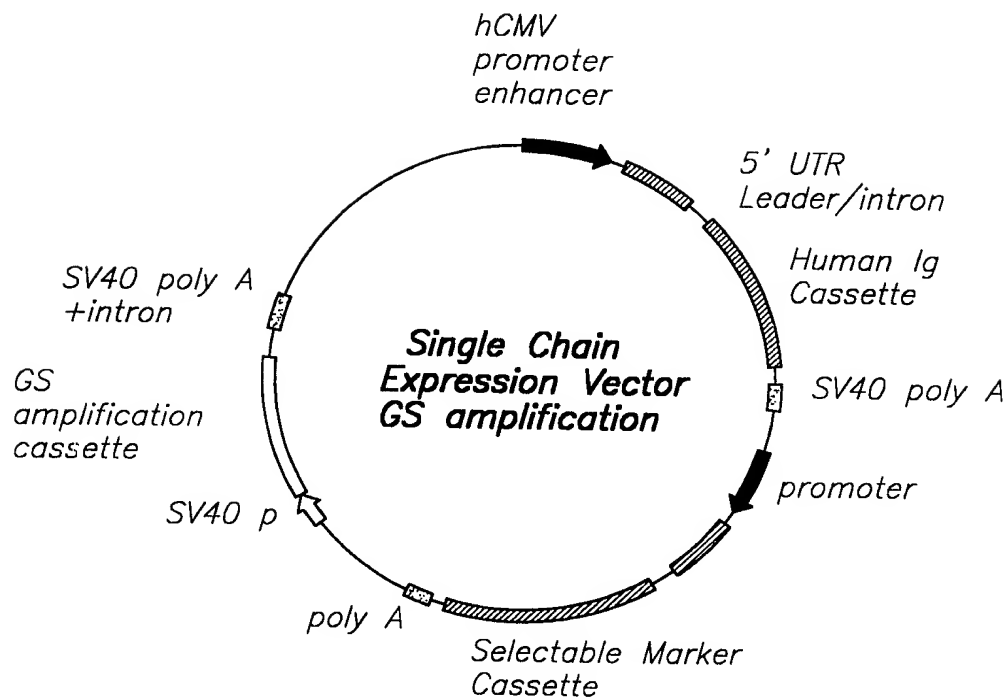 hCMV
promoter
enhancer
5' UTR
Leader/intron
Human Ig
Cassette
SV40 poly A
promoter
Selectable Marker
Cassette
poly A
SV40 p
GS
amplification
cassette
SV40 poly A
+intron
Single Chain
Expression Vector
GS amplification